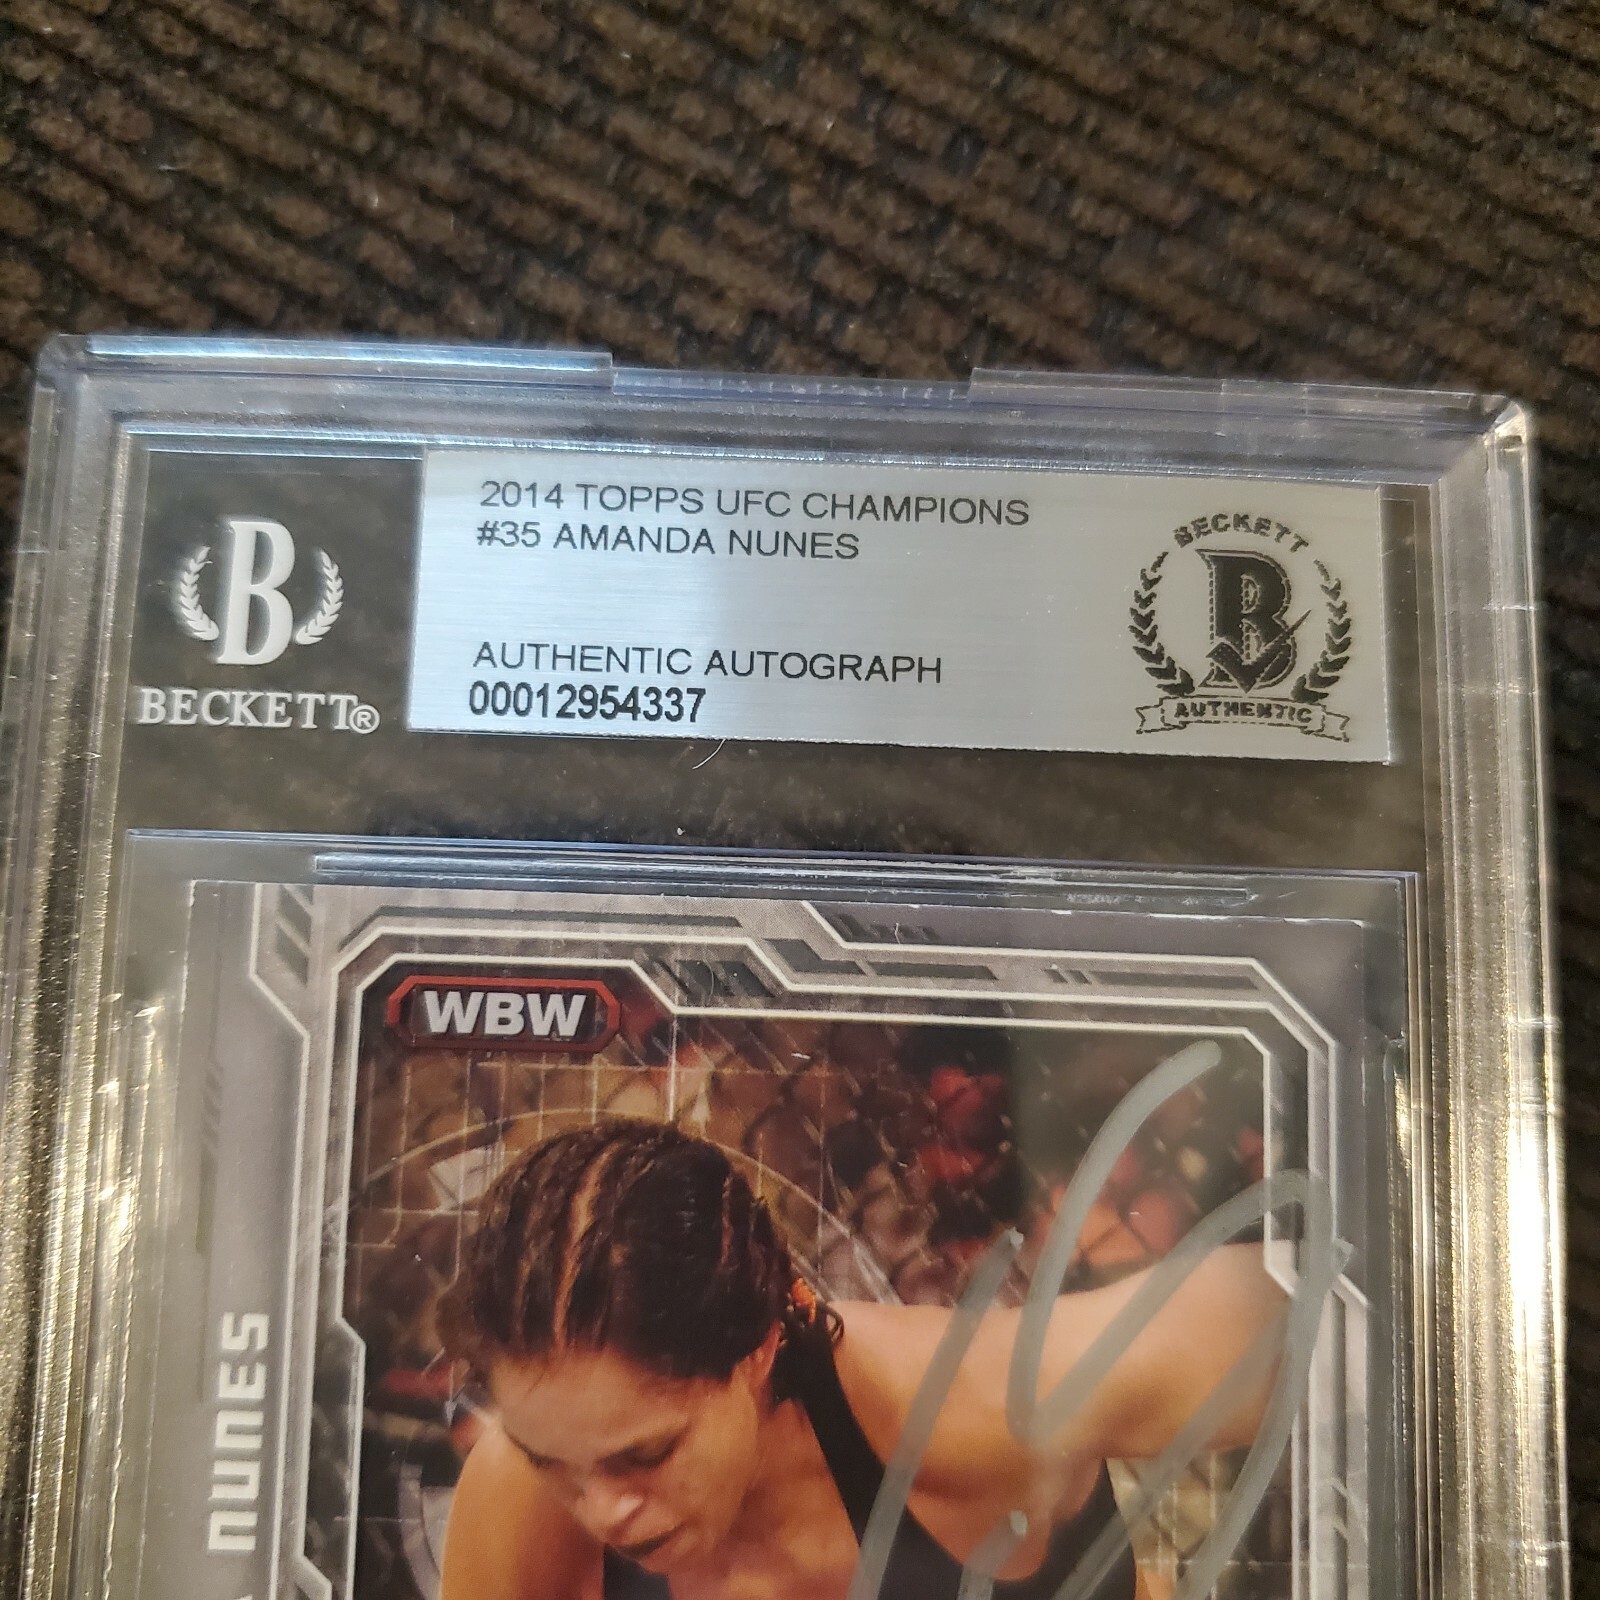 2014 TOPPS UFC CHAMPIONS
#35 AMANDA NUNES
B
BECKETT®
BECKETT
B
AUTHENTIC
AUTHENTIC AUTOGRAPH
00012954337
WBW
NUNES